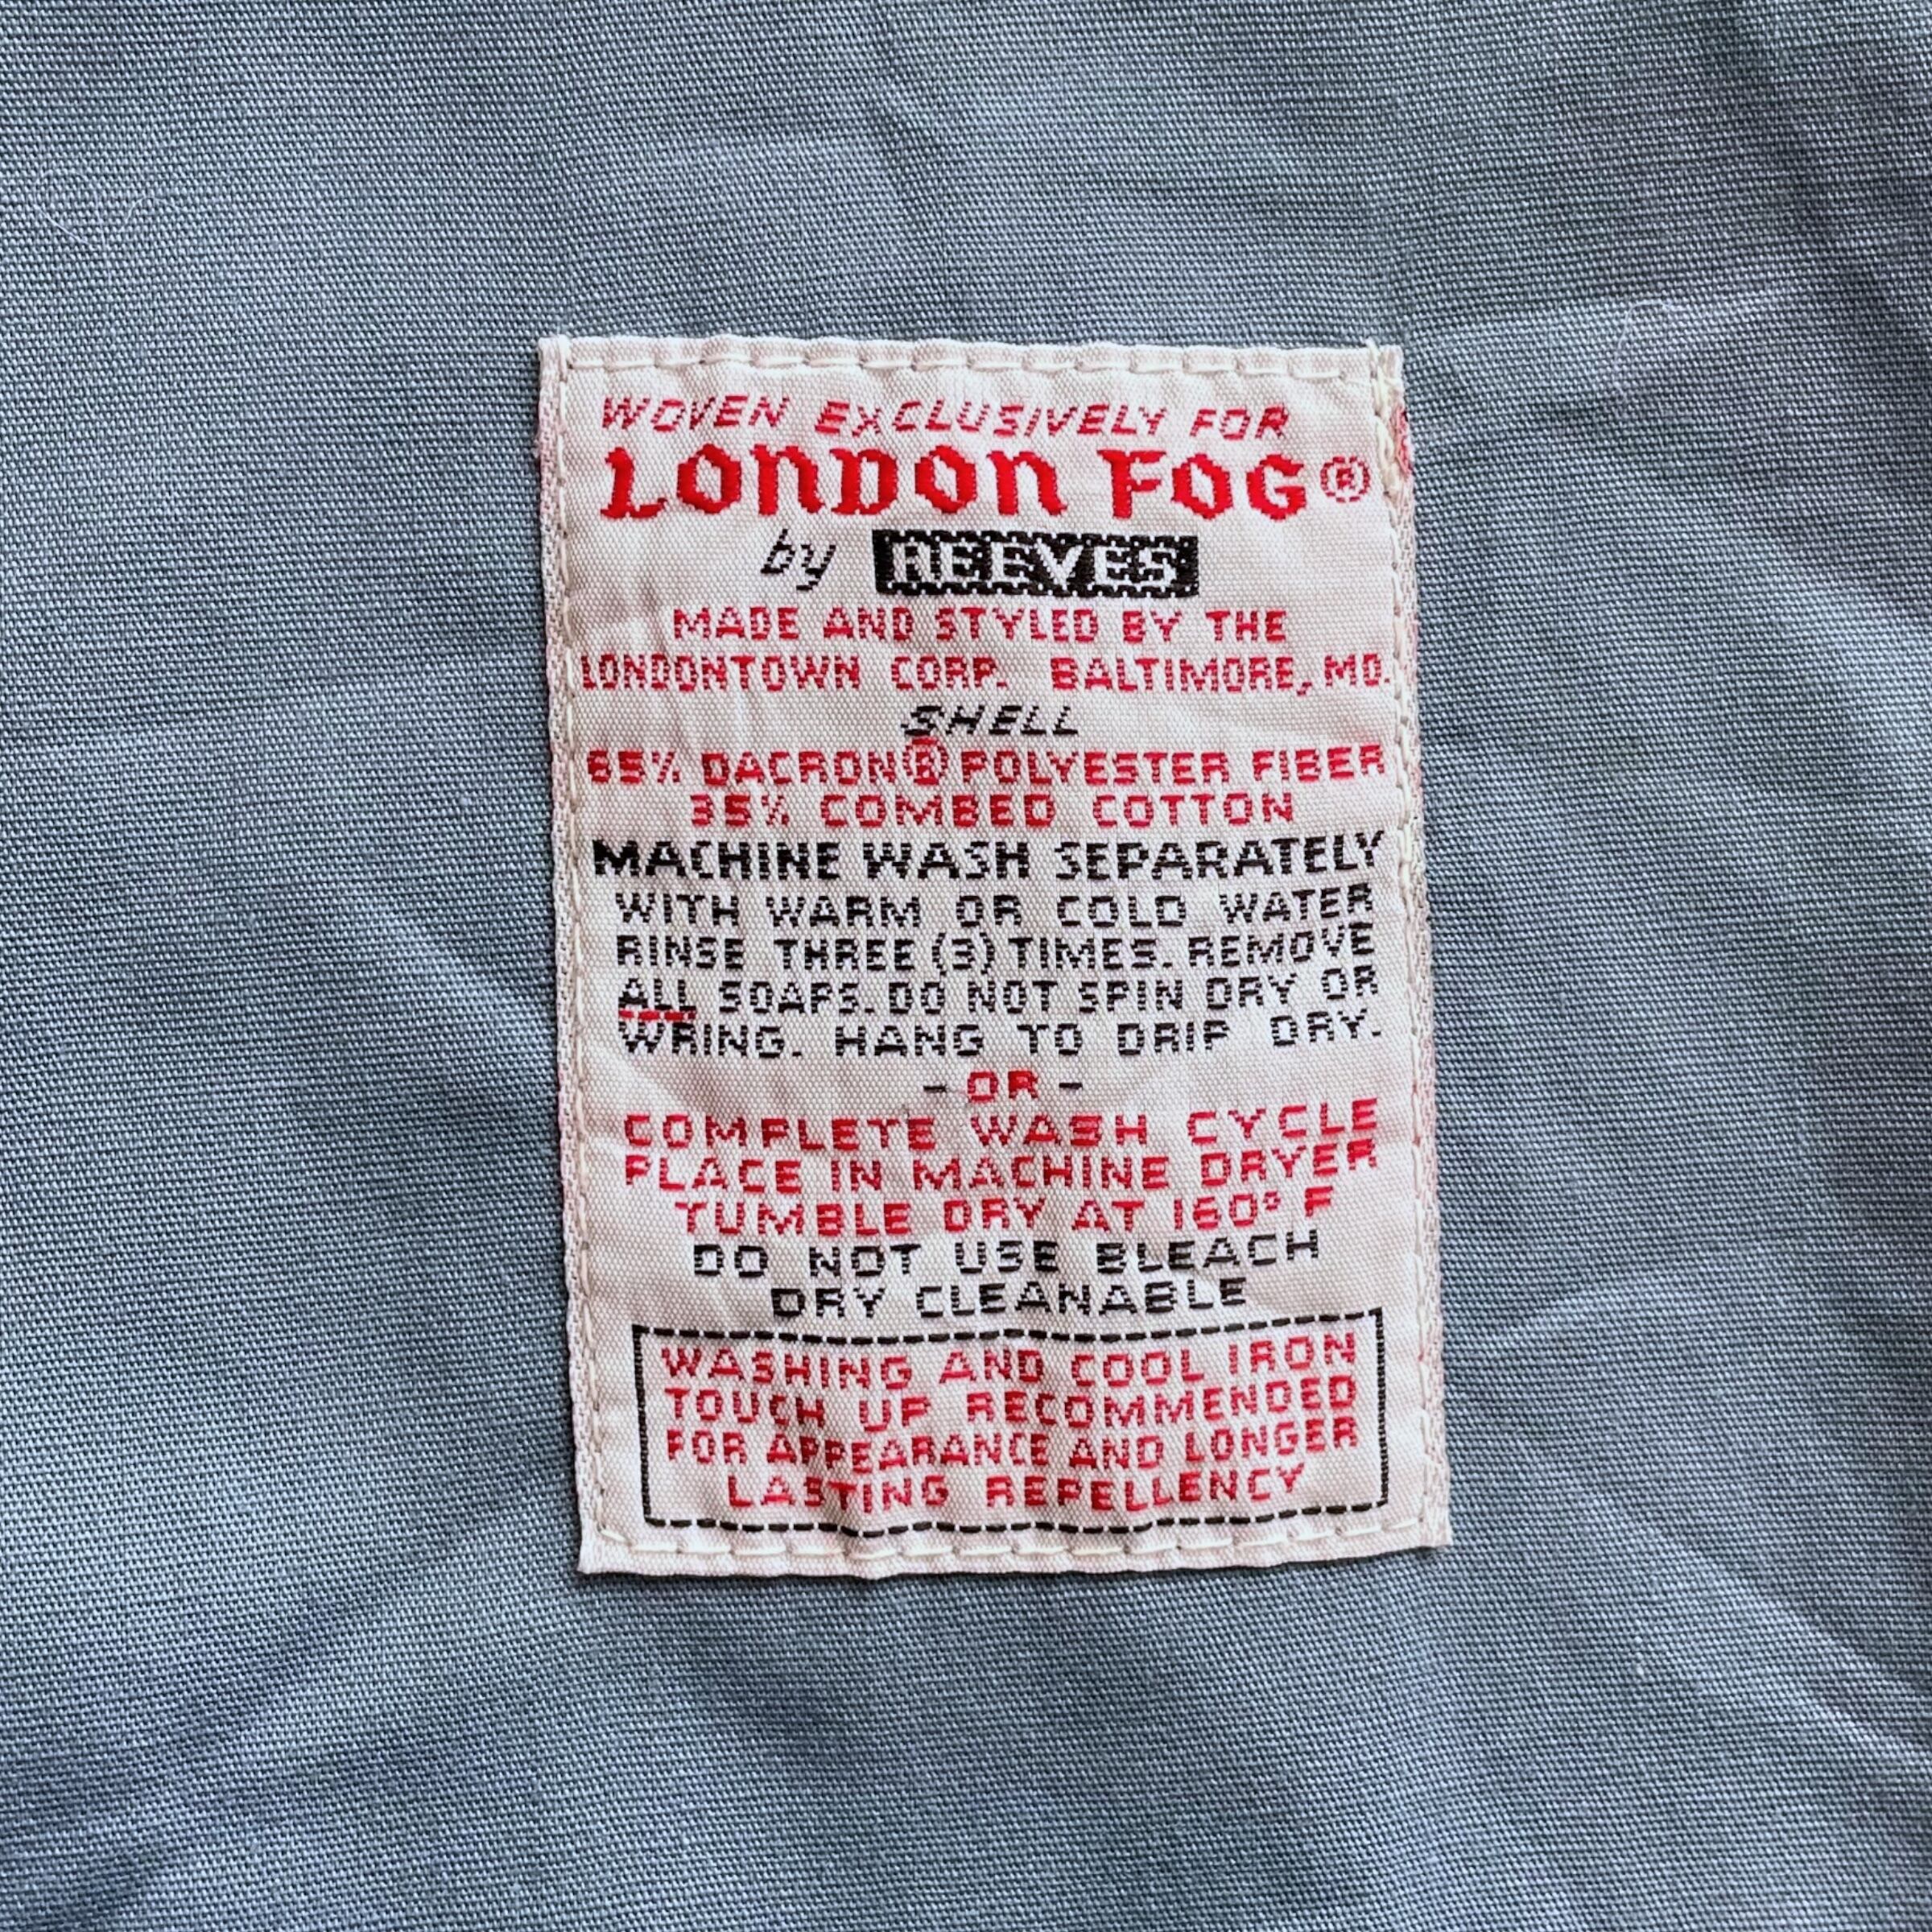 WOVEN EXCLUSIVELY FOR
LONDON FOG®
by REEVES
MADE AND STYLED BY THE
LONDONTOWN CORP. BALTIMORE, MD.
SHELL
65% DACRON® POLYESTER FIBER
35% COMBED COTTON
MACHINE WASH SEPARATELY
WITH WARM OR COLD WATER
RINSE THREE (3) TIMES. REMOVE
ALL SOAPS. DO NOT SPIN DRY OR
WRING. HANG TO DRIP DRY.
- OR -
COMPLETE WASH CYCLE
PLACE IN MACHINE DRYER
TUMBLE DRY AT 160° F
DO NOT USE BLEACH
DRY CLEANABLE
WASHING AND COOL IRON
TOUCH UP RECOMMENDED
FOR APPEARANCE AND LONGER
LASTING REPELLENCY